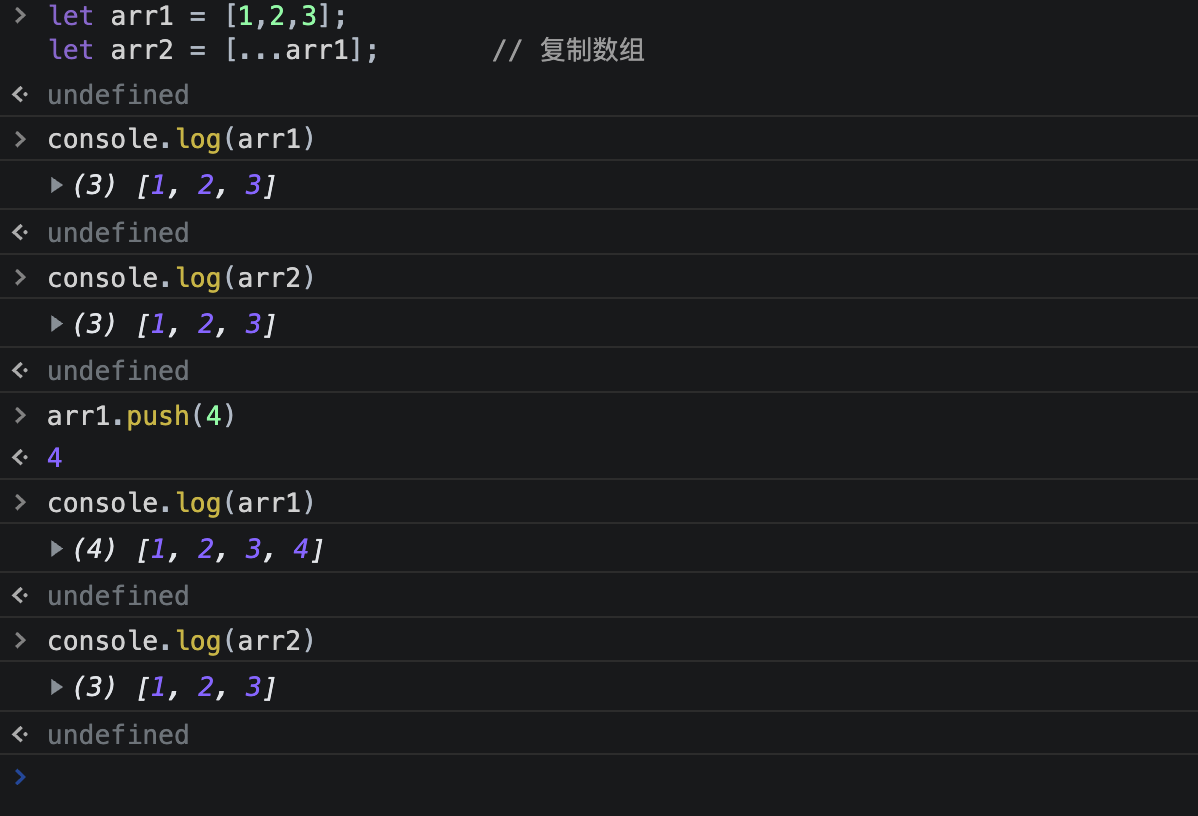 let arr1 = [1,2,3];
let arr2 = [...arr1];       // 复制数组
undefined
console.log(arr1)
(3) [1, 2, 3]
undefined
console.log(arr2)
(3) [1, 2, 3]
undefined
arr1.push(4)
4
console.log(arr1)
(4) [1, 2, 3, 4]
undefined
console.log(arr2)
(3) [1, 2, 3]
undefined